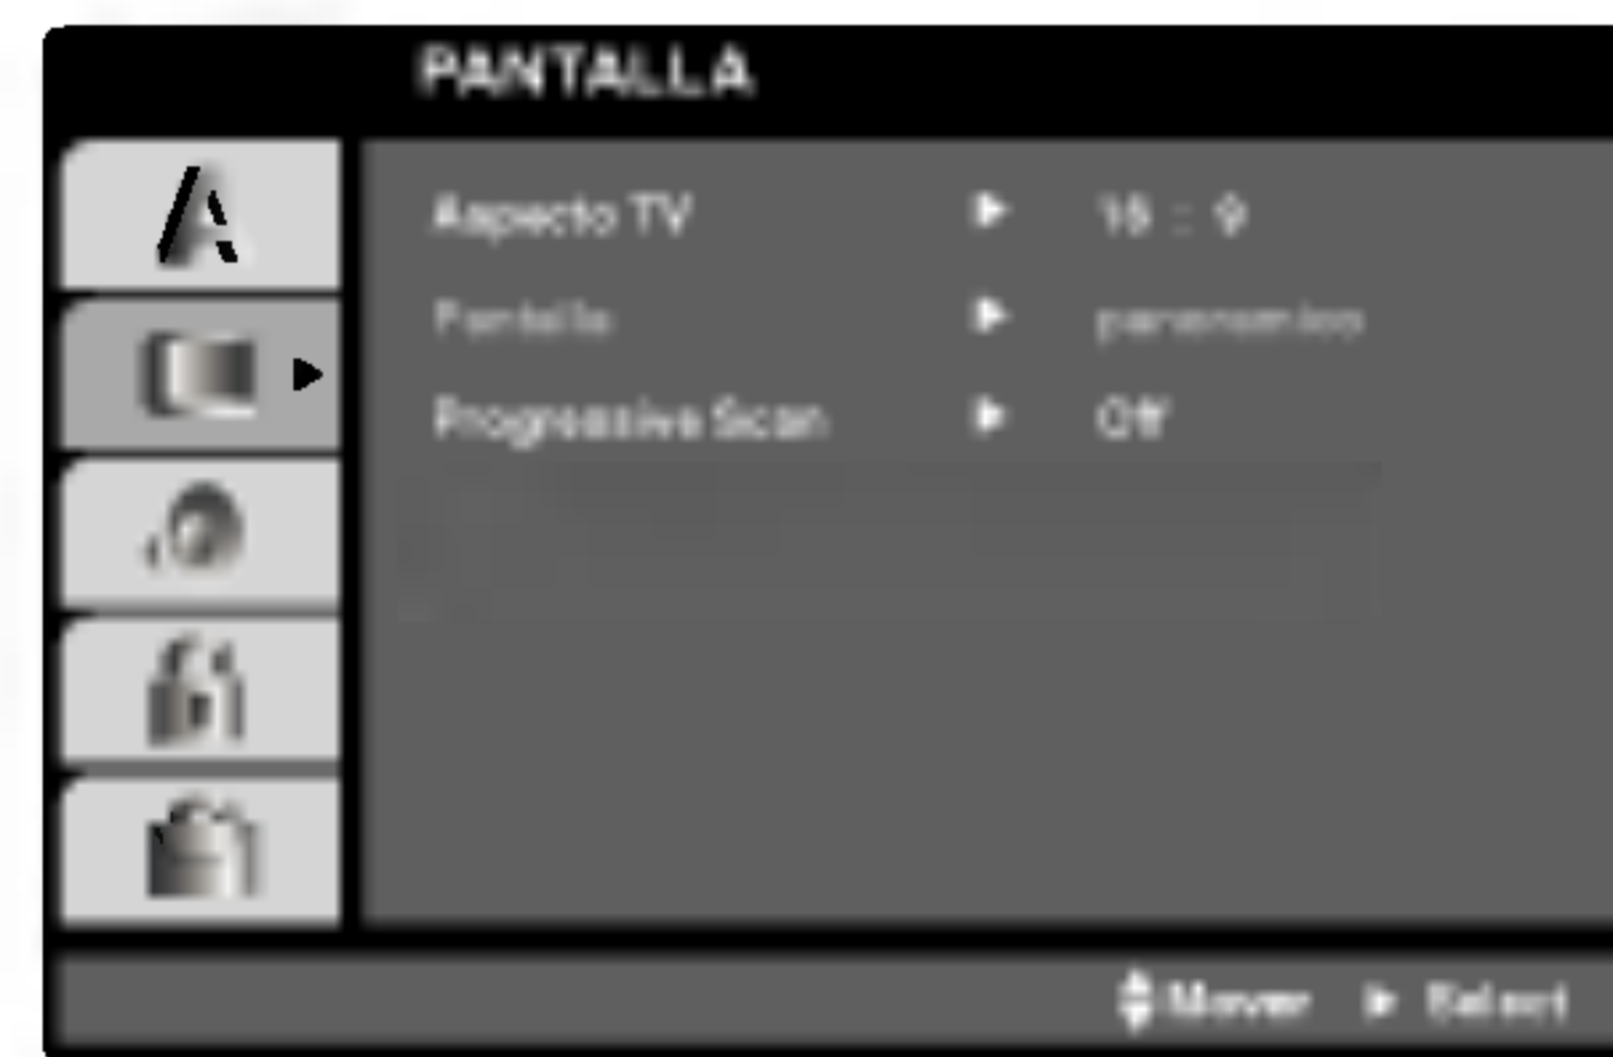 PANTALLA
A
Aspecto TV ▶ 16 : 9
Pantalla ▶ panoramico
Progressive Scan ▶ Off
Mover ▶ Select